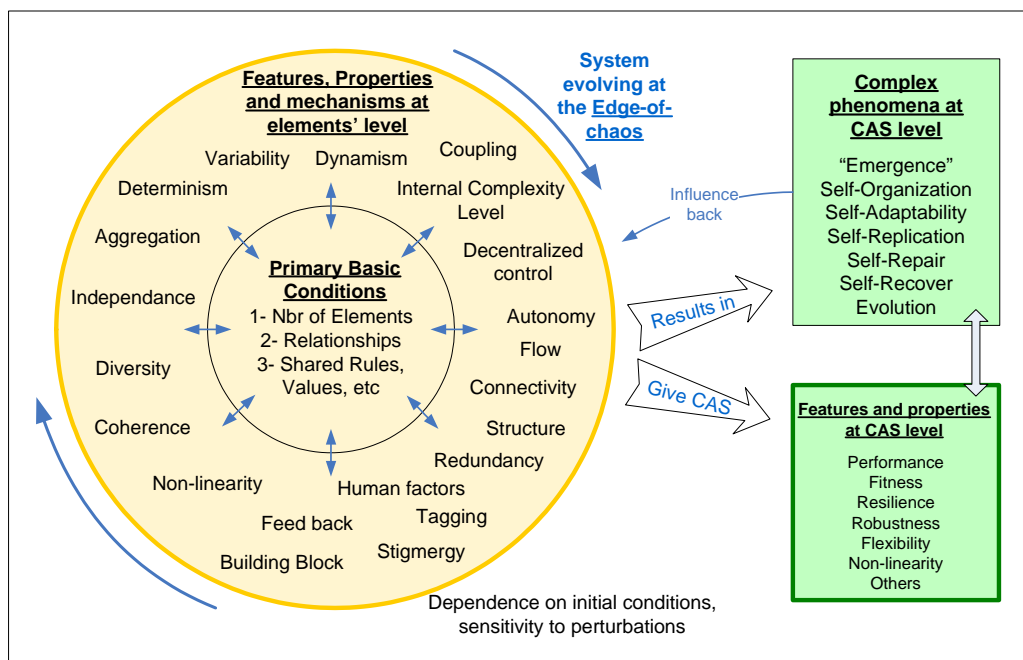 Features, Properties
and mechanisms at
elements' level
Variability
Dynamism
Coupling
Determinism
Internal Complexity
Level
Aggregation
Decentralized
control
Independance
Autonomy
Flow
Diversity
Connectivity
Coherence
Structure
Redundancy
Non-linearity
Human factors
Tagging
Feed back
Stigmergy
Building Block
Primary Basic
Conditions
1- Nbr of Elements
2- Relationships
3- Shared Rules,
Values, etc
System
evolving at
the Edge-of-
chaos
Influence
back
Results in
Give CAS
Complex
phenomena at
CAS level
“Emergence”
Self-Organization
Self-Adaptability
Self-Replication
Self-Repair
Self-Recover
Evolution
Features and properties
at CAS level
Performance
Fitness
Resilience
Robustness
Flexibility
Non-linearity
Others
Dependence on initial conditions,
sensitivity to perturbations